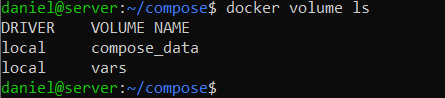 daniel@server:~/compose$ docker volume ls
DRIVER    VOLUME NAME
local     compose_data
local     vars
daniel@server:~/compose$